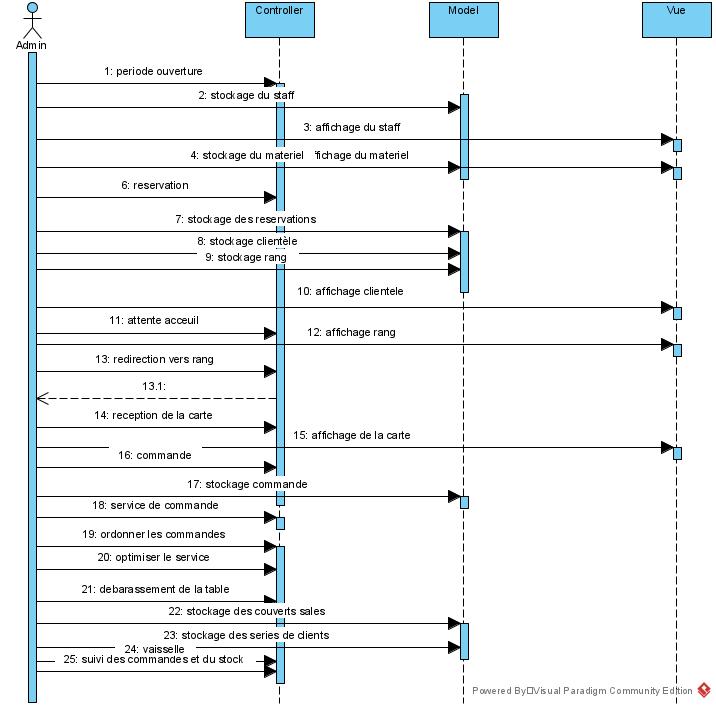 Controller
Model
Vue
Admin
1: periode ouverture
2: stockage du staff
3: affichage du staff
4: stockage du materiel
fichage du materiel
6: reservation
7: stockage des reservations
8: stockage clientèle
9: stockage rang
10: affichage clientele
11: attente acceuil
12: affichage rang
13: redirection vers rang
13.1:
14: reception de la carte
15: affichage de la carte
16: commande
17: stockage commande
18: service de commande
19: ordonner les commandes
20: optimiser le service
21: debarassement de la table
22: stockage des couverts sales
23: stockage des series de clients
24: vaisselle
25: suivi des commandes et du stock
Powered By Visual Paradigm Community Edition